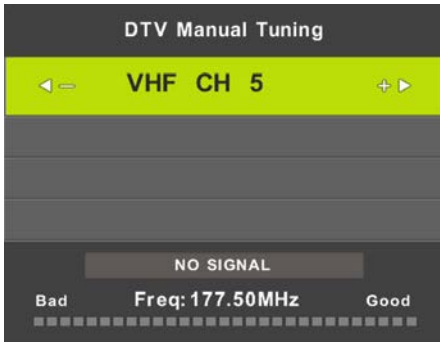 DTV Manual Tuning
VHF CH 5
NO SIGNAL
Bad Freq:177.50MHz Good